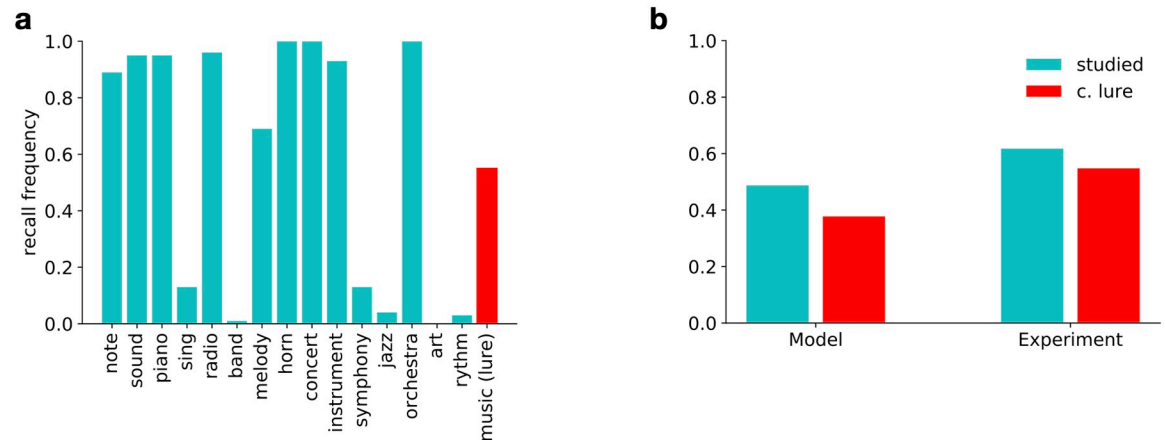 a
1.0
0.8
0.6
0.4
0.2
0.0
recall frequency
note
sound
piano
sing
radio
band
melody
horn
concert
instrument
symphony
jazz
orchestra
art
rythm
music (lure)
b
1.0
0.8
0.6
0.4
0.2
0.0
studied
c. lure
Model
Experiment